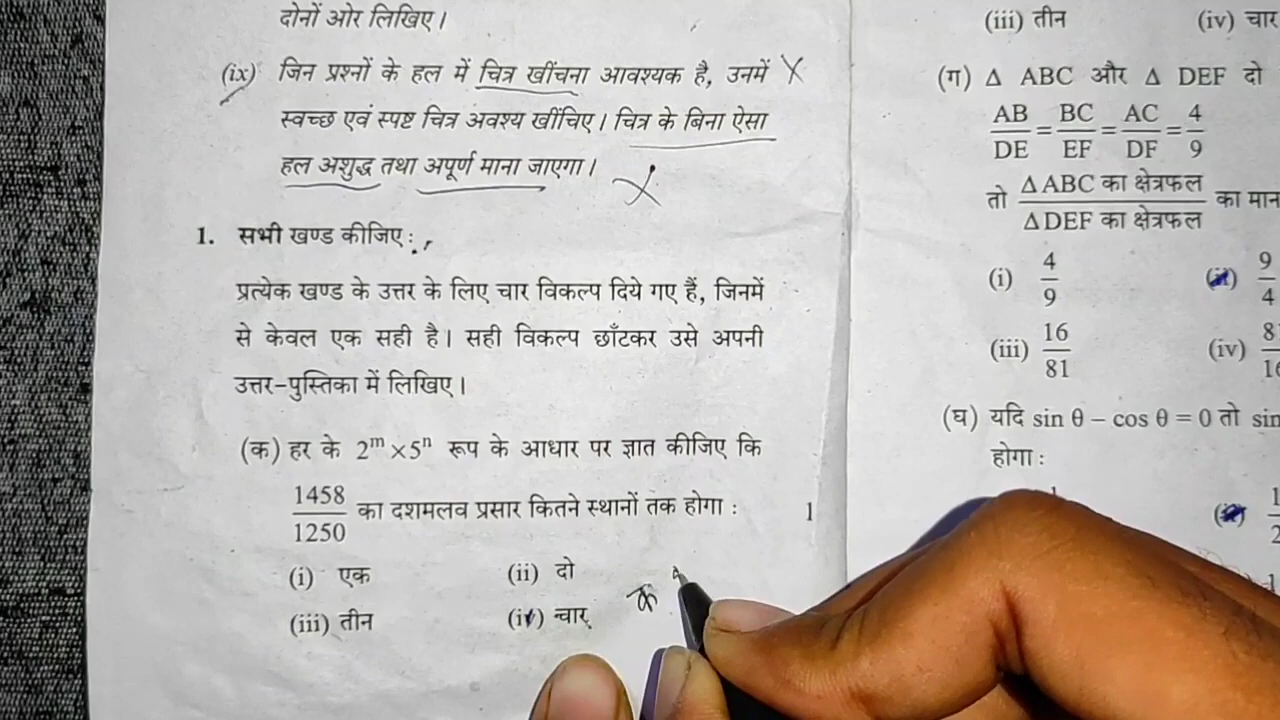 दोनों ओर लिखिए।
(ix) जिन प्रश्नों के हल में चित्र खींचना आवश्यक है, उनमें
स्वच्छ एवं स्पष्ट चित्र अवश्य खींचिए। चित्र के बिना ऐसा
हल अशुद्ध तथा अपूर्ण माना जाएगा।
1. सभी खण्ड कीजिए :
प्रत्येक खण्ड के उत्तर के लिए चार विकल्प दिये गए हैं, जिनमें
से केवल एक सही है। सही विकल्प छाँटकर उसे अपनी
उत्तर-पुस्तिका में लिखिए।
(क) हर के 2^m × 5^n रूप के आधार पर ज्ञात कीजिए कि
1458/1250 का दशमलव प्रसार कितने स्थानों तक होगा : 1
(i) एक (ii) दो
(iii) तीन (iv) चार
क
(iii) तीन (iv) चार
(ग) Δ ABC और Δ DEF दो
AB/DE = BC/EF = AC/DF = 4/9
तो Δ ABC का क्षेत्रफल/Δ DEF का क्षेत्रफल का मान
(i) 4/9 (ii) 9/4
(iii) 16/81 (iv)
(घ) यदि sin θ – cos θ = 0 तो sin
होगा :